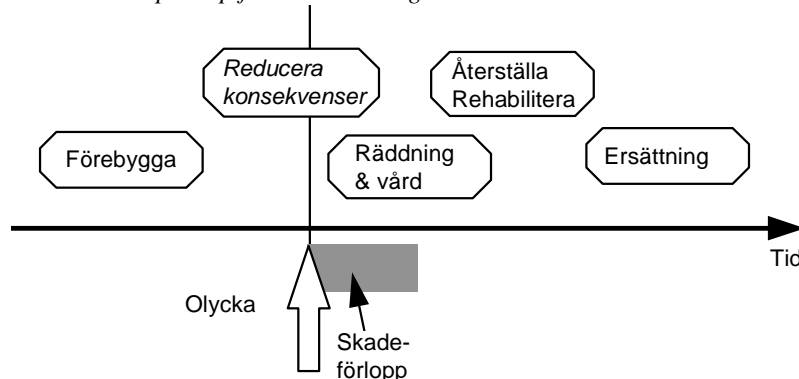 Reducera
konsekvenser
Återställa
Rehabilitera
Förebygga
Räddning
& vård
Ersättning
Tid
Olycka
Skade-
förlopp